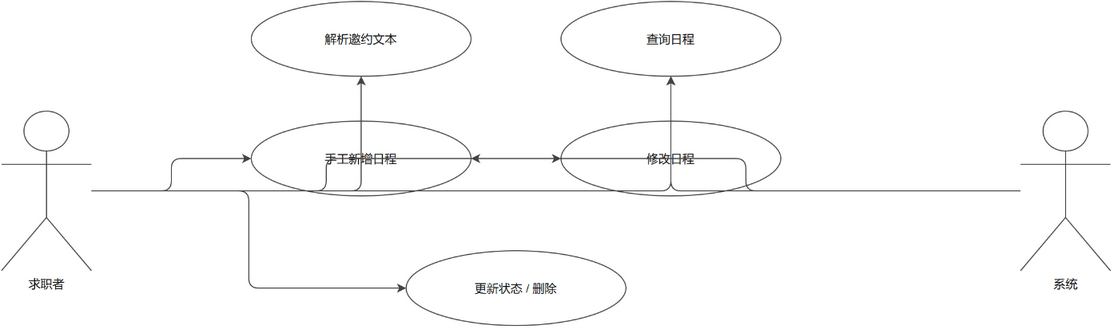 解析邀约文本
查询日程
手工新增日程
修改日程
求职者
系统
更新状态 / 删除